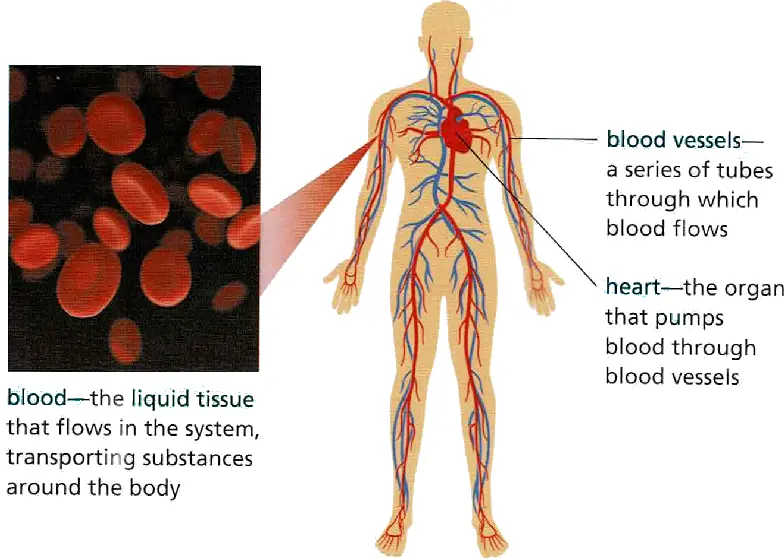 blood vessels—
a series of tubes
through which
blood flows
heart—the organ
that pumps
blood through
blood vessels
blood—the liquid tissue
that flows in the system,
transporting substances
around the body